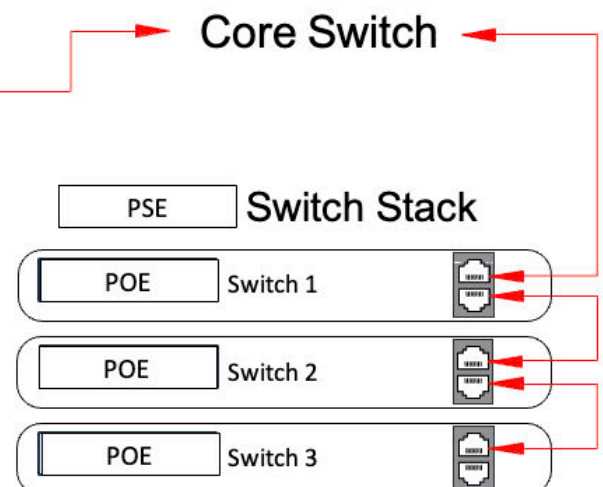 Core Switch
PSE Switch Stack
POE Switch 1
POE Switch 2
POE Switch 3